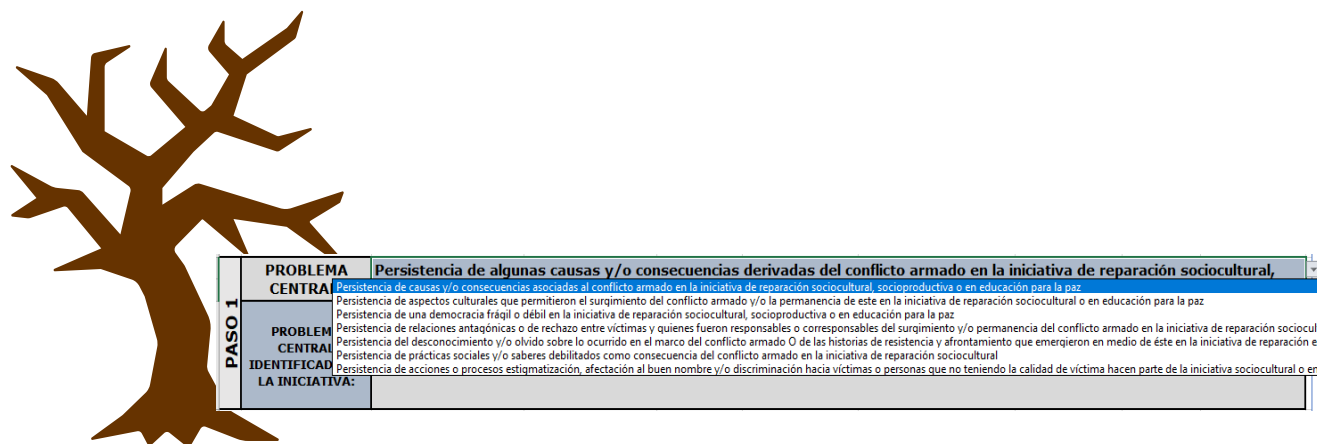 PASO 1
PROBLEMA
CENTRAL
Persistencia de algunas causas y/o consecuencias derivadas del conflicto armado en la iniciativa de reparación sociocultural,
Persistencia de causas y/o consecuencias asociadas al conflicto armado en la iniciativa de reparación sociocultural, socioproductiva o en educación para la paz
Persistencia de aspectos culturales que permitieron el surgimiento del conflicto armado y/o la permanencia de este en la iniciativa de reparación sociocultural o en educación para la paz
Persistencia de una democracia frágil o débil en la iniciativa de reparación sociocultural, socioproductiva o en educación para la paz
Persistencia de relaciones antagónicas o de rechazo entre víctimas y quienes fueron responsables o corresponsables del surgimiento y/o permanencia del conflicto armado en la iniciativa de reparación sociocul
Persistencia del desconocimiento y/o olvido sobre lo ocurrido en el marco del conflicto armado O de las historias de resistencia y afrontamiento que emergieron en medio de éste en la iniciativa de reparación e
Persistencia de prácticas sociales y/o saberes debilitados como consecuencia del conflicto armado en la iniciativa de reparación sociocultural
Persistencia de acciones o procesos estigmatización, afectación al buen nombre y/o discriminación hacia víctimas o personas que no teniendo la calidad de víctima hacen parte de la iniciativa sociocultural o en
PROBLEM
CENTRAL
IDENTIFICAD
LA INICIATIVA: